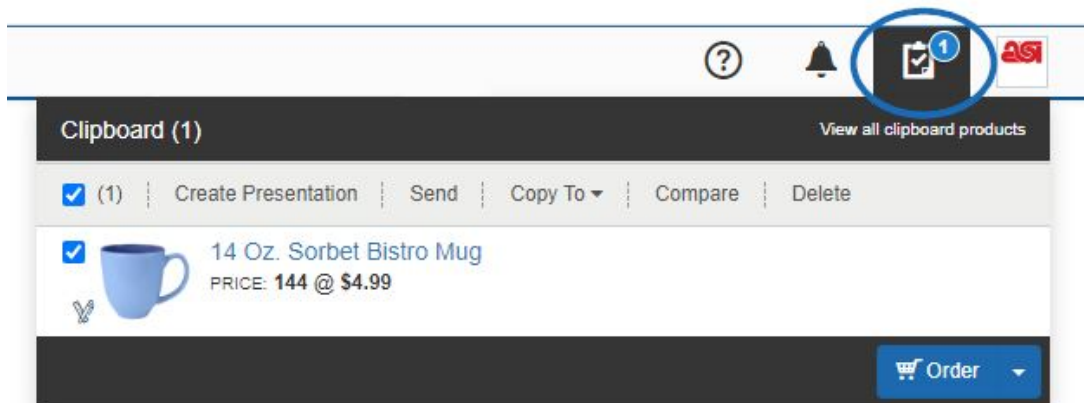 1
asi
Clipboard (1)
View all clipboard products
(1)
Create Presentation
Send
Copy To
Compare
Delete
14 Oz. Sorbet Bistro Mug
PRICE: 144 @ $4.99
Order